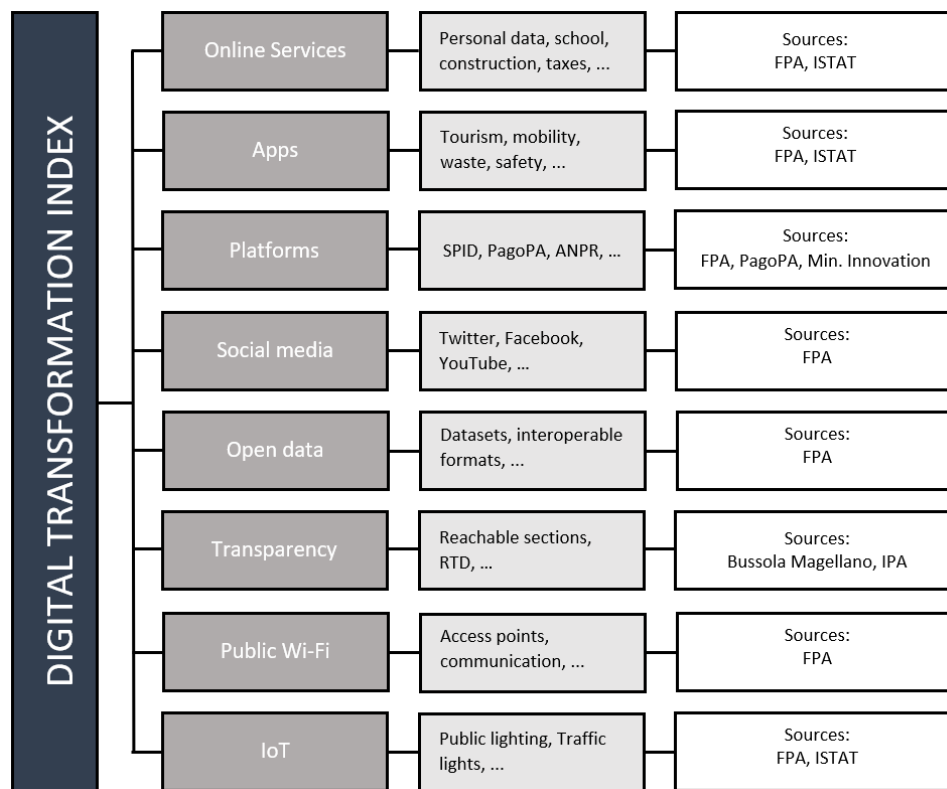 DIGITAL TRANSFORMATION INDEX
Online Services
Personal data, school,
construction, taxes, ...
Sources:
FPA, ISTAT
Apps
Tourism, mobility,
waste, safety, ...
Sources:
FPA, ISTAT
Platforms
SPID, PagoPA, ANPR, ...
Sources:
FPA, PagoPA, Min. Innovation
Social media
Twitter, Facebook,
YouTube, ...
Sources:
FPA
Open data
Datasets, interoperable
formats, ...
Sources:
FPA
Transparency
Reachable sections,
RTD, ...
Sources:
Bussola Magellano, IPA
Public Wi-Fi
Access points,
communication, ...
Sources:
FPA
IoT
Public lighting, Traffic
lights, ...
Sources:
FPA, ISTAT